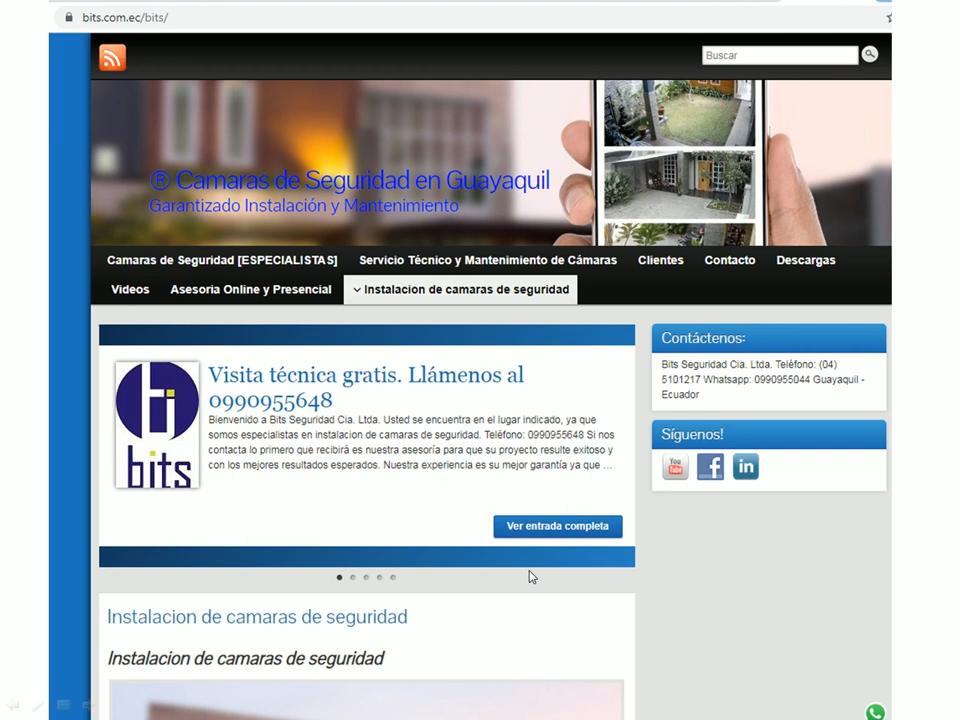 bits.com.ec/bits/
Buscar
® Camaras de Seguridad en Guayaquil
Garantizado Instalación y Mantenimiento
Camaras de Seguridad [ESPECIALISTAS] Servicio Técnico y Mantenimiento de Cámaras Clientes Contacto Descargas
Videos Asesoria Online y Presencial Instalacion de camaras de seguridad
bi
bits
Visita técnica gratis. Llámenos al
0990955648
Bienvenido a Bits Seguridad Cia. Ltda. Usted se encuentra en el lugar indicado, ya que
somos especialistas en instalacion de camaras de seguridad. Teléfono: 0990955648 Si nos
contacta lo primero que recibirá es nuestra asesoría para que su proyecto resulte exitoso y
con los mejores resultados esperados. Nuestra experiencia es su mejor garantía ya que ...
Ver entrada completa
Contáctenos:
Bits Seguridad Cia. Ltda. Teléfono: (04)
5101217 Whatsapp: 0990955044 Guayaquil -
Ecuador
Síguenos!
You Tube f in
Instalacion de camaras de seguridad
Instalacion de camaras de seguridad